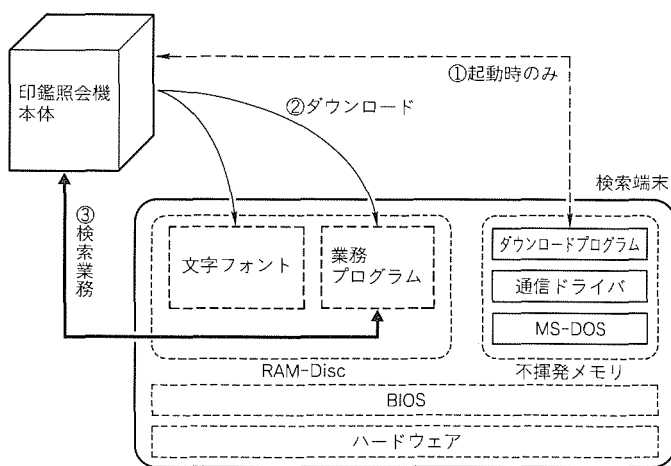 印鑑照会機
本体
①起動時のみ
②ダウンロード
③検索業務
検索端末
文字フォント
業務
プログラム
RAM-Disc
ダウンロードプログラム
通信ドライバ
MS-DOS
不揮発メモリ
BIOS
ハードウェア